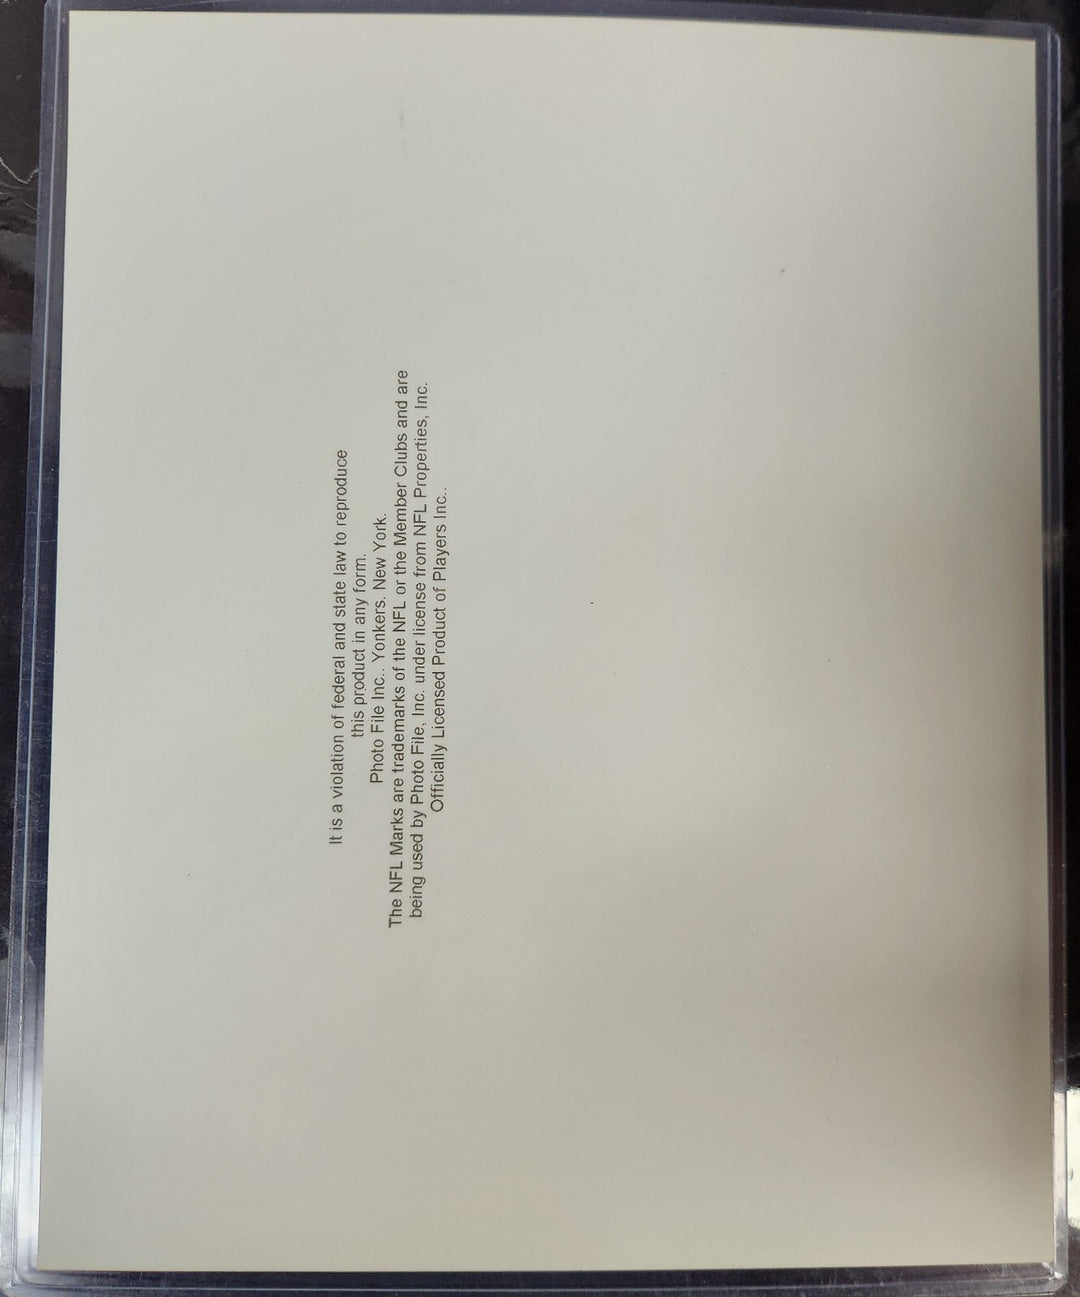 It is a violation of federal and state law to reproduce
this product in any form.
Photo File Inc.. Yonkers. New York.
The NFL Marks are trademarks of the NFL or the Member Clubs and are
being used by Photo File, Inc. under license from NFL Properties, Inc.
Officially Licensed Product of Players Inc..